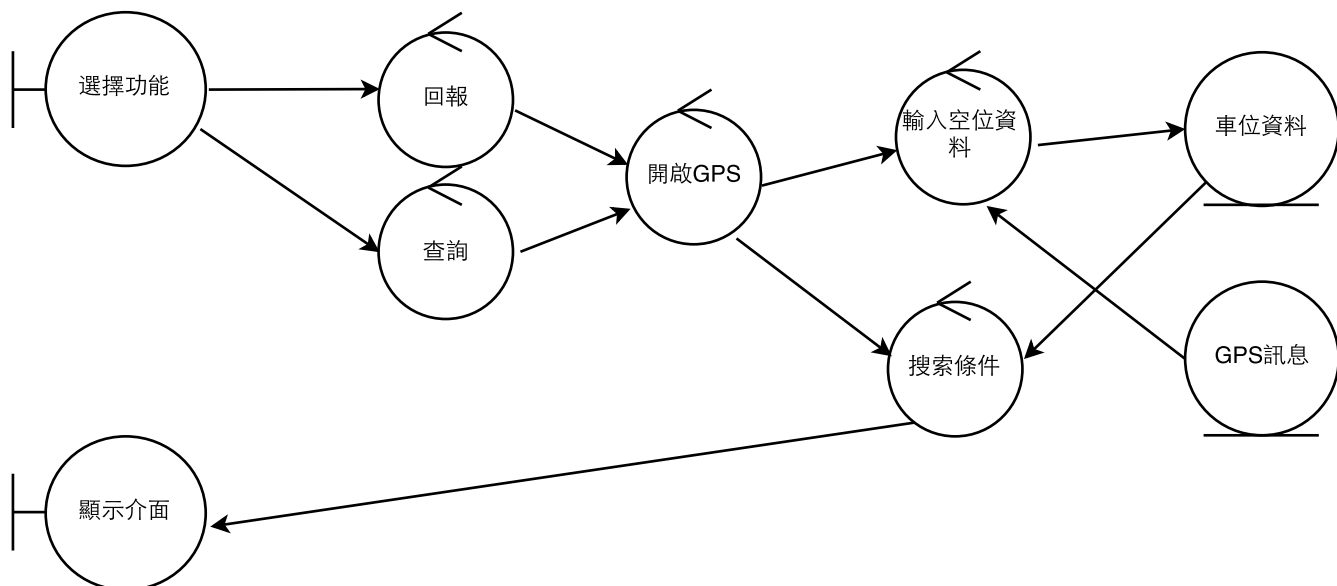 選擇功能
回報
查詢
開啟GPS
輸入空位資
料
車位資料
搜索條件
GPS訊息
顯示介面